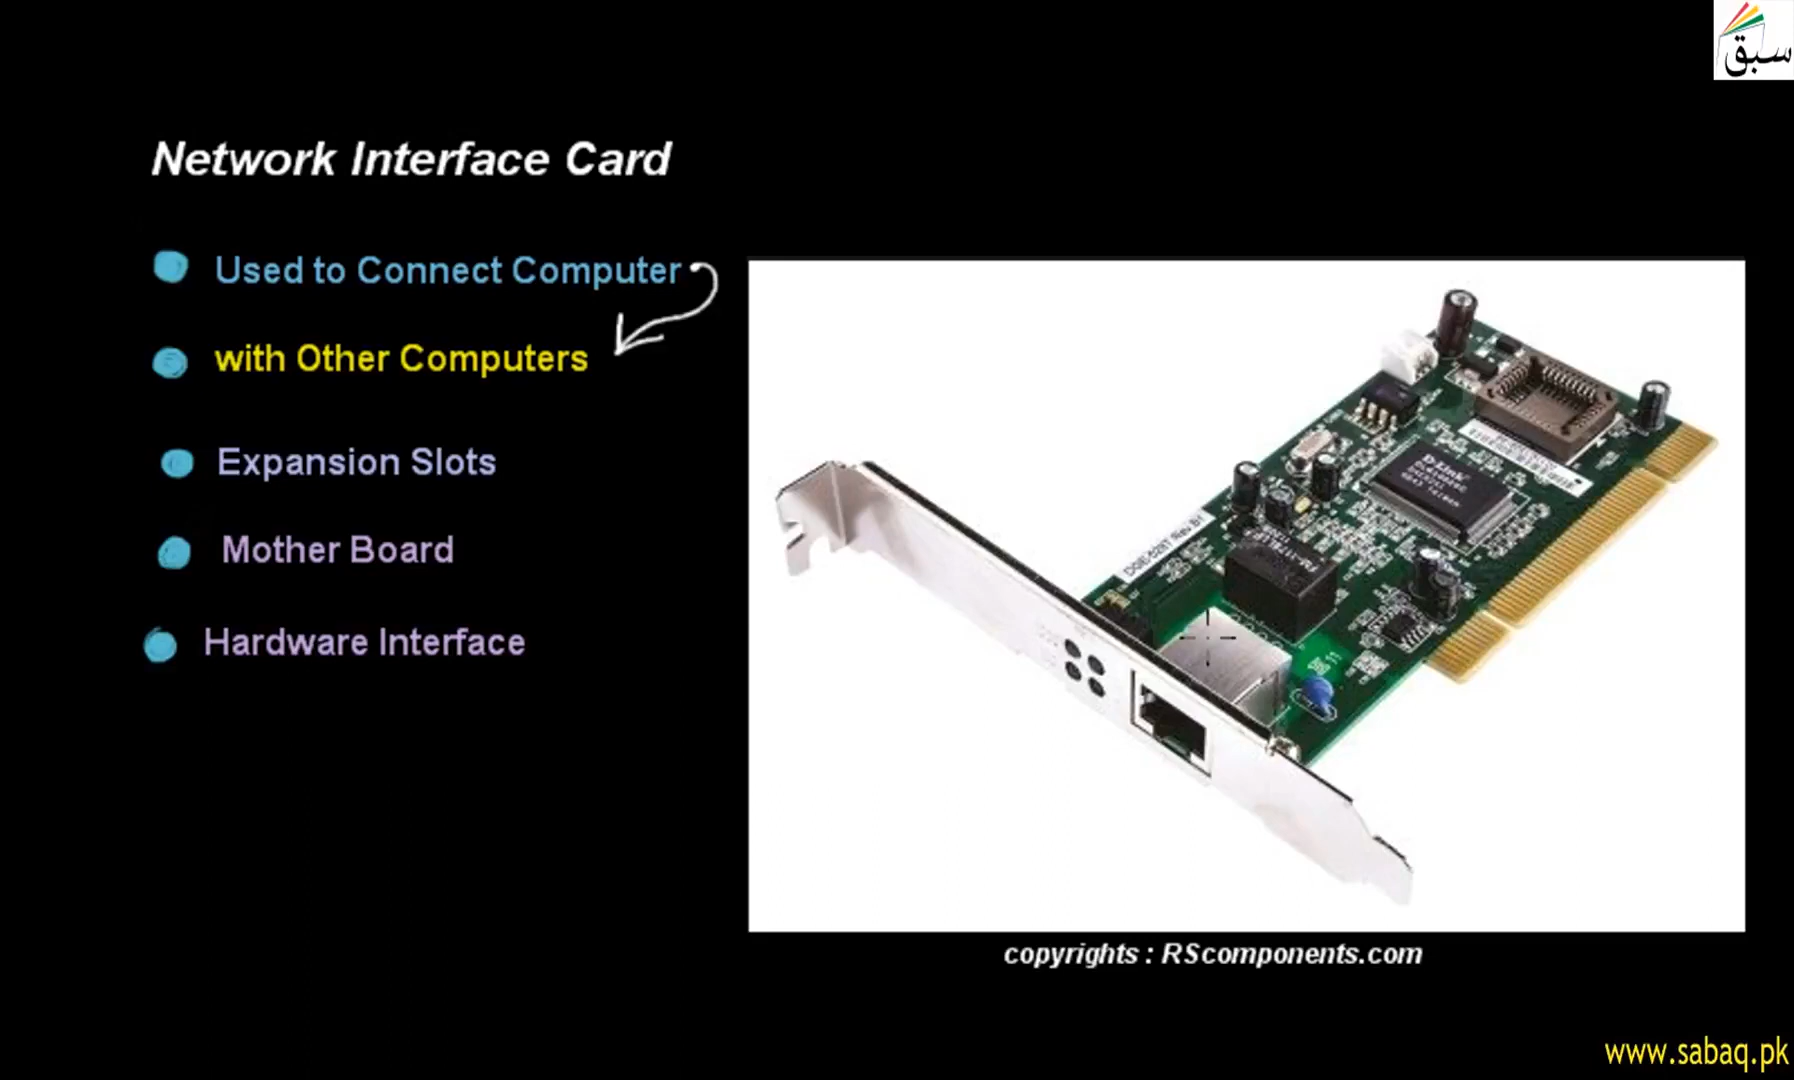 سبق
Network Interface Card
Used to Connect Computer
with Other Computers
Expansion Slots
Mother Board
Hardware Interface
D-Link
copyrights : RScomponents.com
www.sabaq.pk